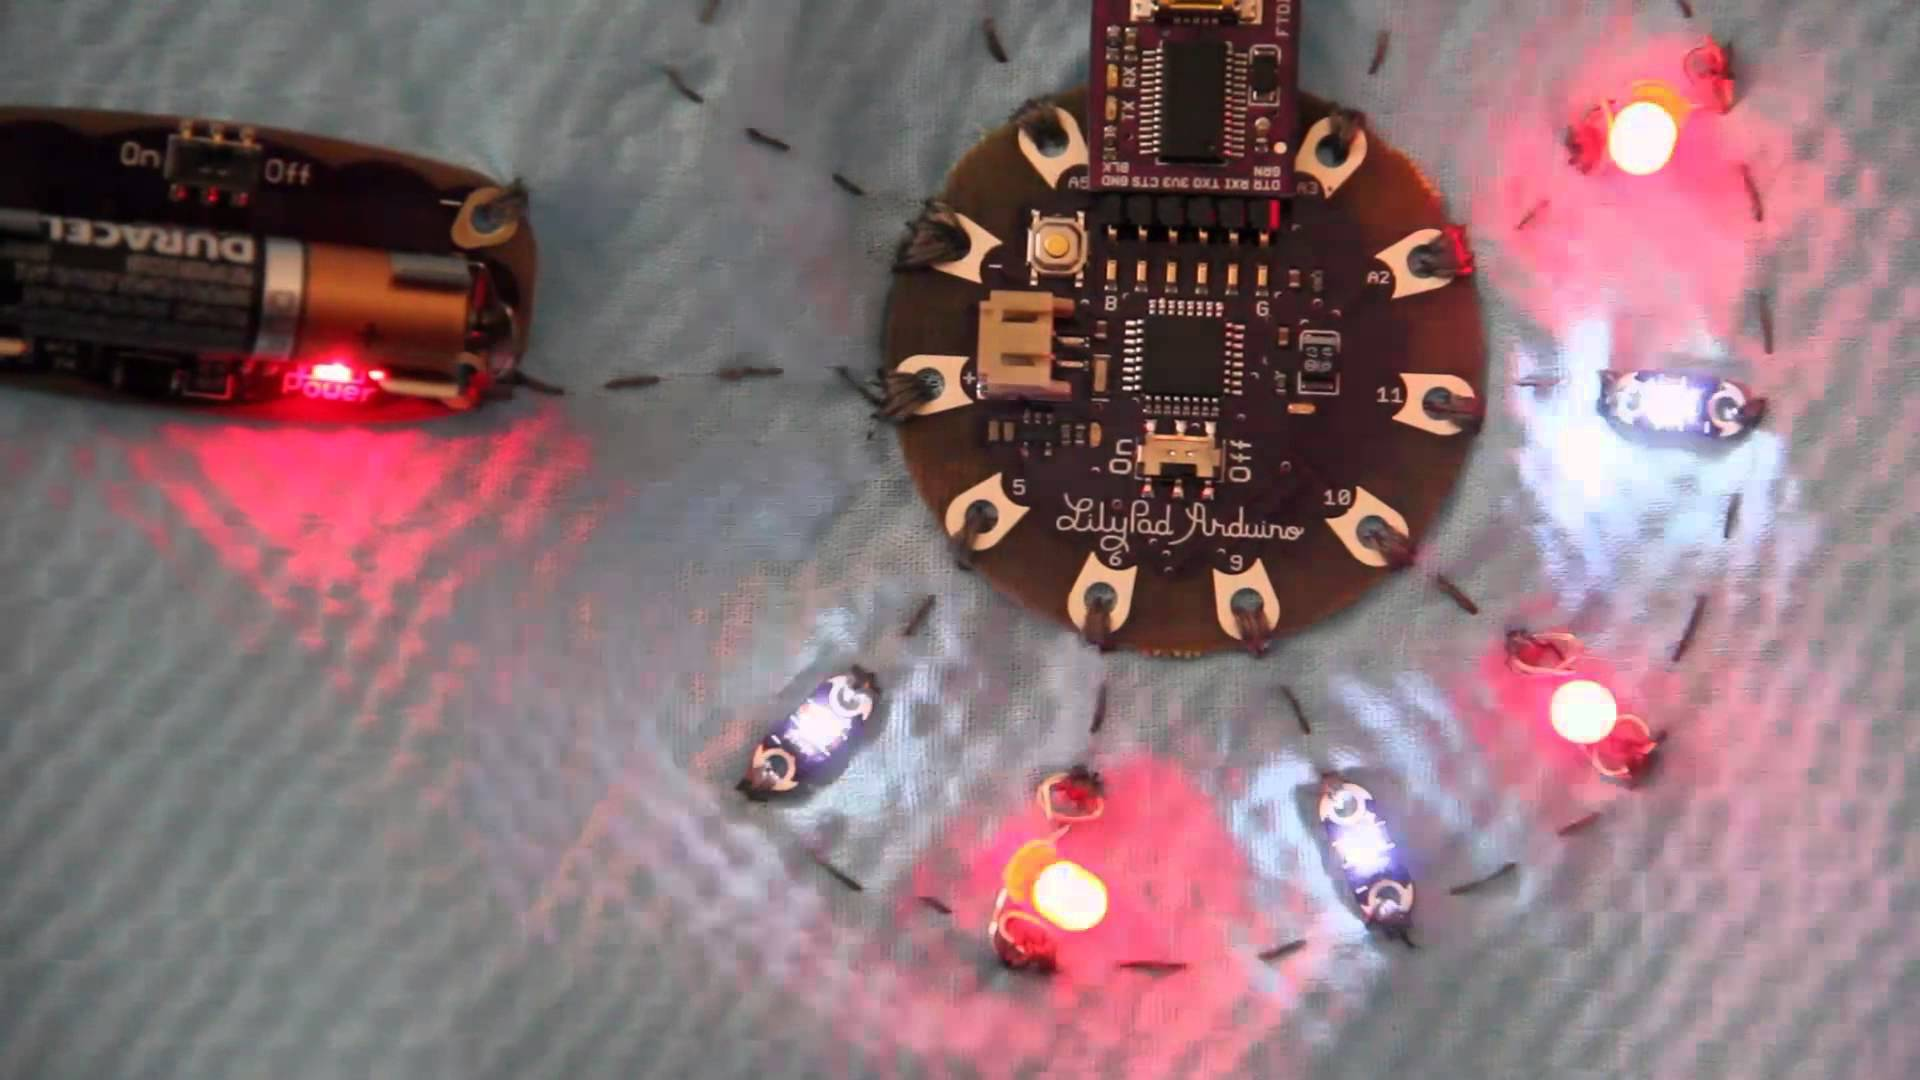 On
Off
-
DURACEL
Power
FTDI
TX RX
BLK
GRN
GND CTS 3V3 TXO RXI DTR
A5
A3
-
A2
B
G
+
11
On
Off
5
10
LilyPad Arduino
6
9